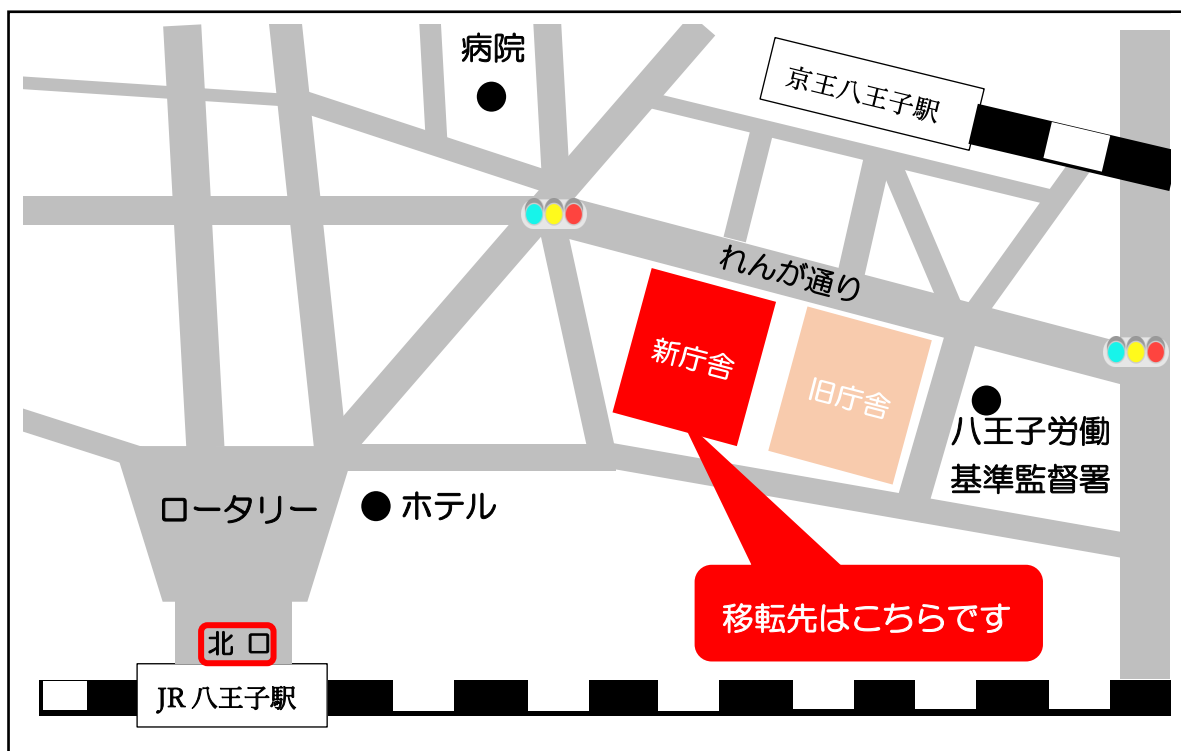 病院
京王八王子駅
れんが通り
新庁舎
旧庁舎
八王子労働
基準監督署
ロータリー
ホテル
移転先はこちらです
北口
JR八王子駅